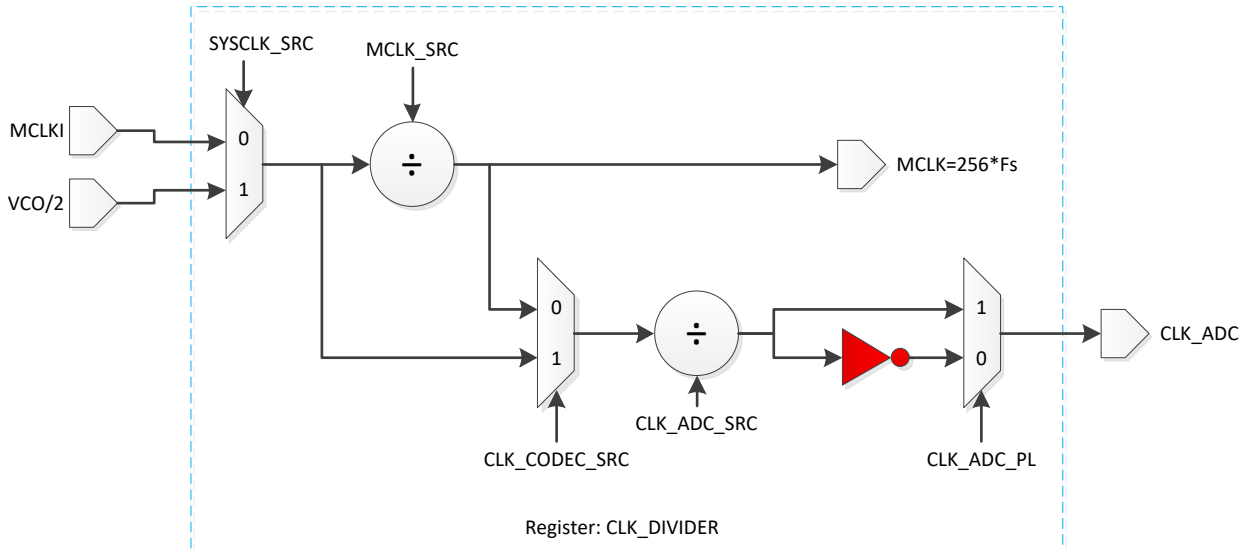 SYSCLK_SRC
MCLK_SRC
MCLKI
0
÷
MCLK=256*Fs
1
VCO/2
0
1
÷
1
CLK_ADC
0
CLK_ADC_SRC
CLK_CODEC_SRC
CLK_ADC_PL
Register: CLK_DIVIDER